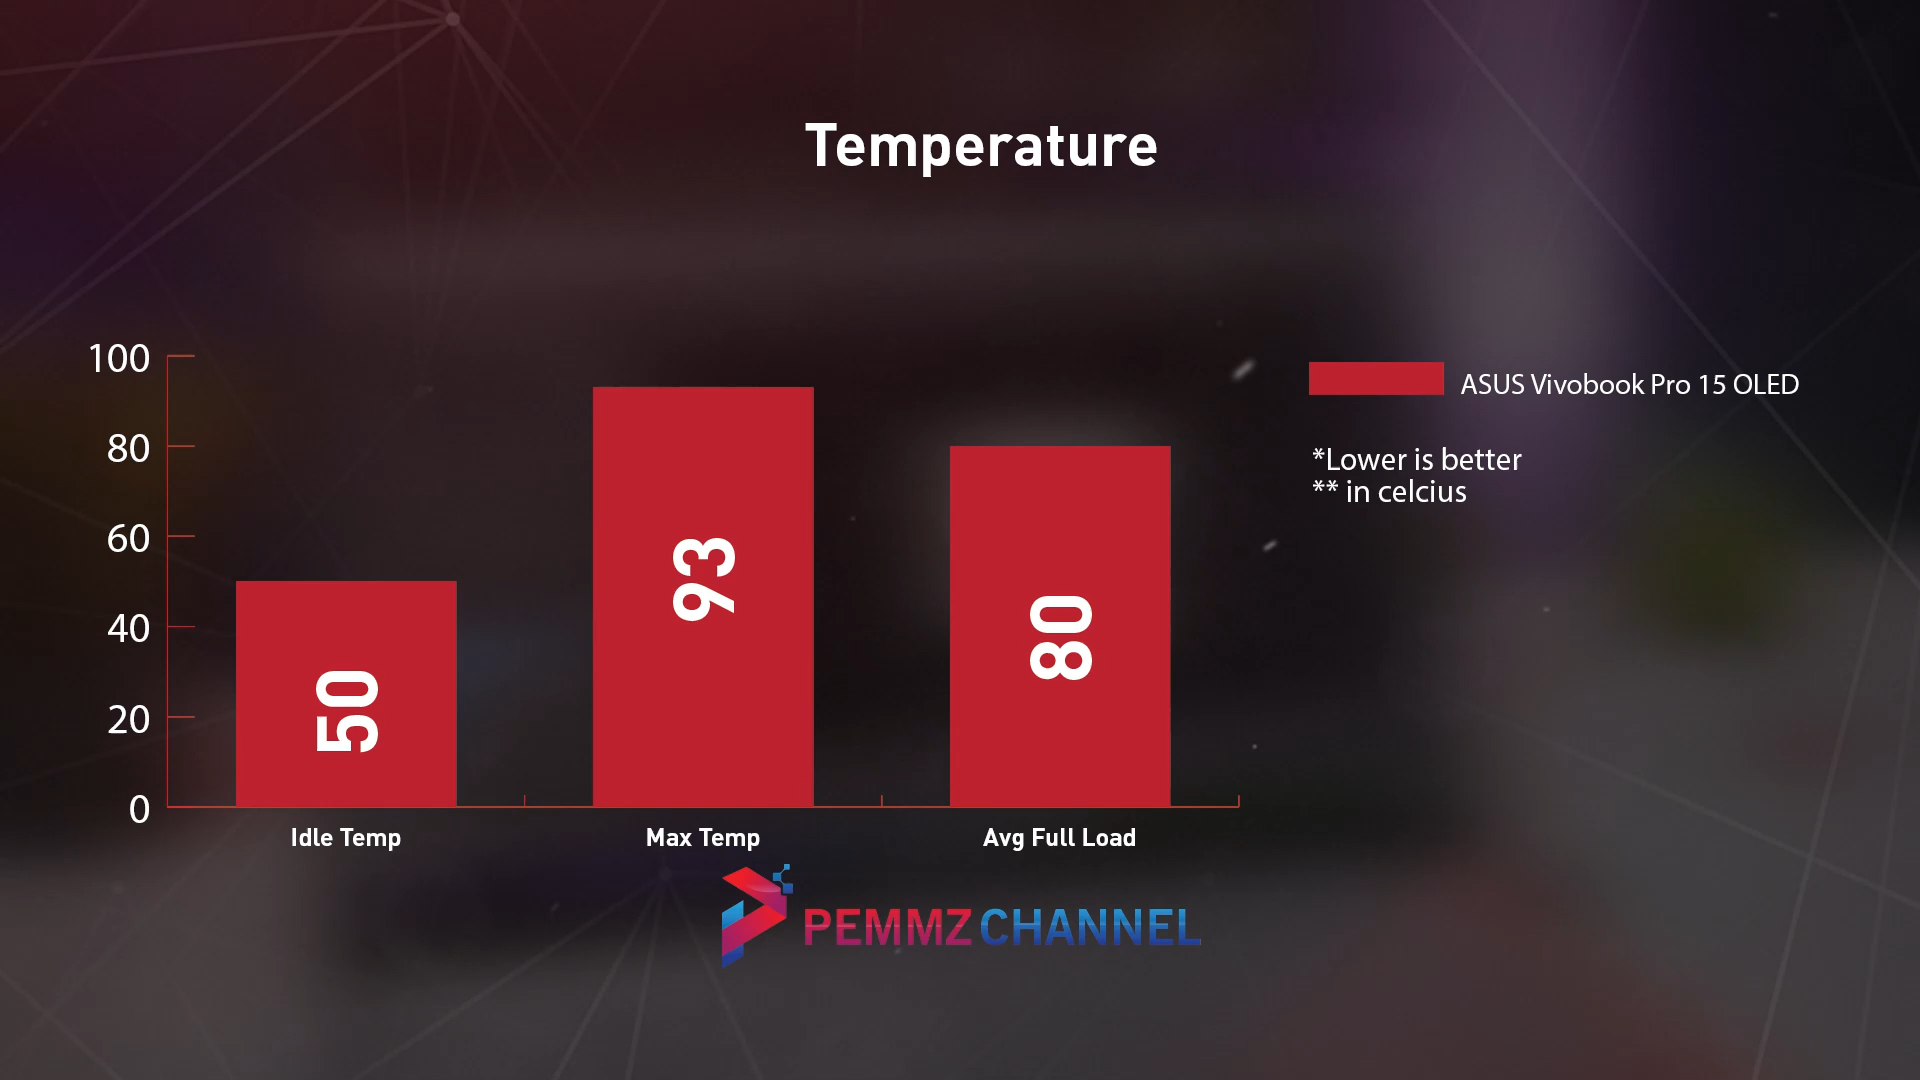 Temperature
100
80
60
40
20
0
50
93
80
Idle Temp
Max Temp
Avg Full Load
ASUS Vivobook Pro 15 OLED
*Lower is better
** in celcius
PEMMZ CHANNEL